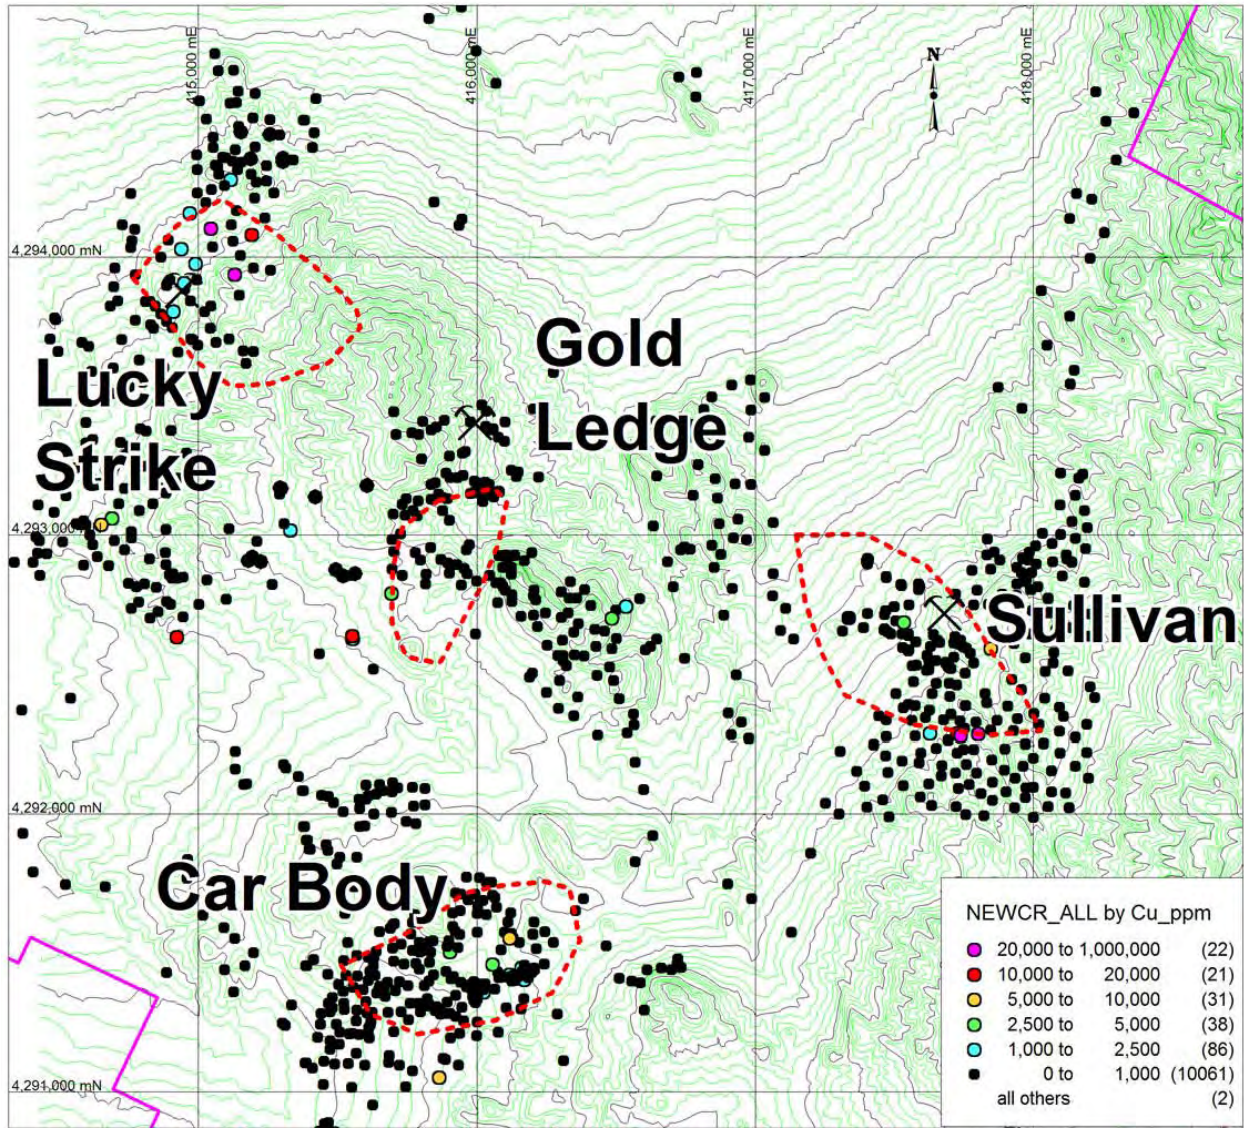 415,000 mE
416,000 mE
417,000 mE
418,000 mE
N
4,294,000 mN
Gold
Ledge
Lucky
Strike
4,293,000 mN
Sullivan
4,292,000 mN
Car Body
NEWCR_ALL by Cu_ppm
20,000 to 1,000,000 (22)
10,000 to 20,000 (21)
5,000 to 10,000 (31)
2,500 to 5,000 (38)
1,000 to 2,500 (86)
0 to 1,000 (10061)
all others (2)
4,291,000 mN